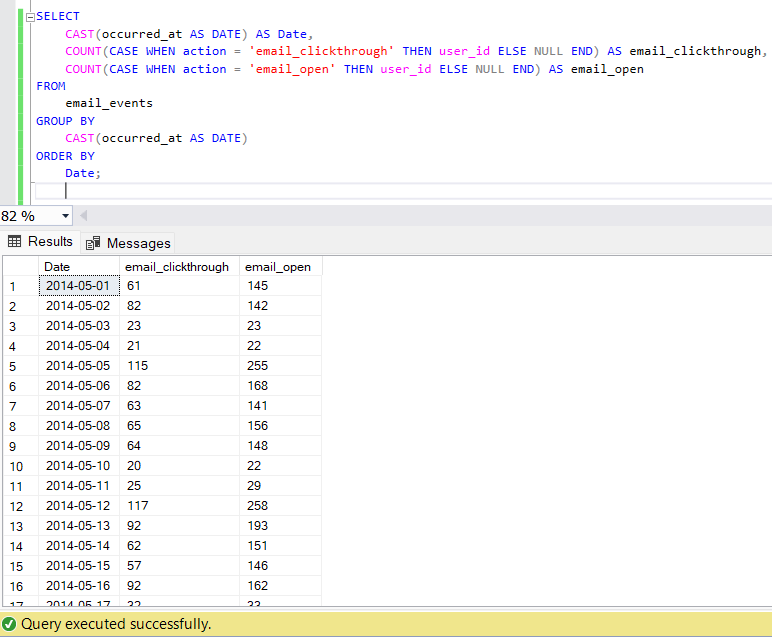 SELECT
CAST(occurred_at AS DATE) AS Date,
COUNT(CASE WHEN action = 'email_clickthrough' THEN user_id ELSE NULL END) AS email_clickthrough,
COUNT(CASE WHEN action = 'email_open' THEN user_id ELSE NULL END) AS email_open
FROM
email_events
GROUP BY
CAST(occurred_at AS DATE)
ORDER BY
Date;
82 %
Results Messages
Date email_clickthrough email_open
1 2014-05-01 61 145
2 2014-05-02 82 142
3 2014-05-03 23 23
4 2014-05-04 21 22
5 2014-05-05 115 255
6 2014-05-06 82 168
7 2014-05-07 63 141
8 2014-05-08 65 156
9 2014-05-09 64 148
10 2014-05-10 20 22
11 2014-05-11 25 29
12 2014-05-12 117 258
13 2014-05-13 92 193
14 2014-05-14 62 151
15 2014-05-15 57 146
16 2014-05-16 92 162
17 2014-05-17 32 33
Query executed successfully.